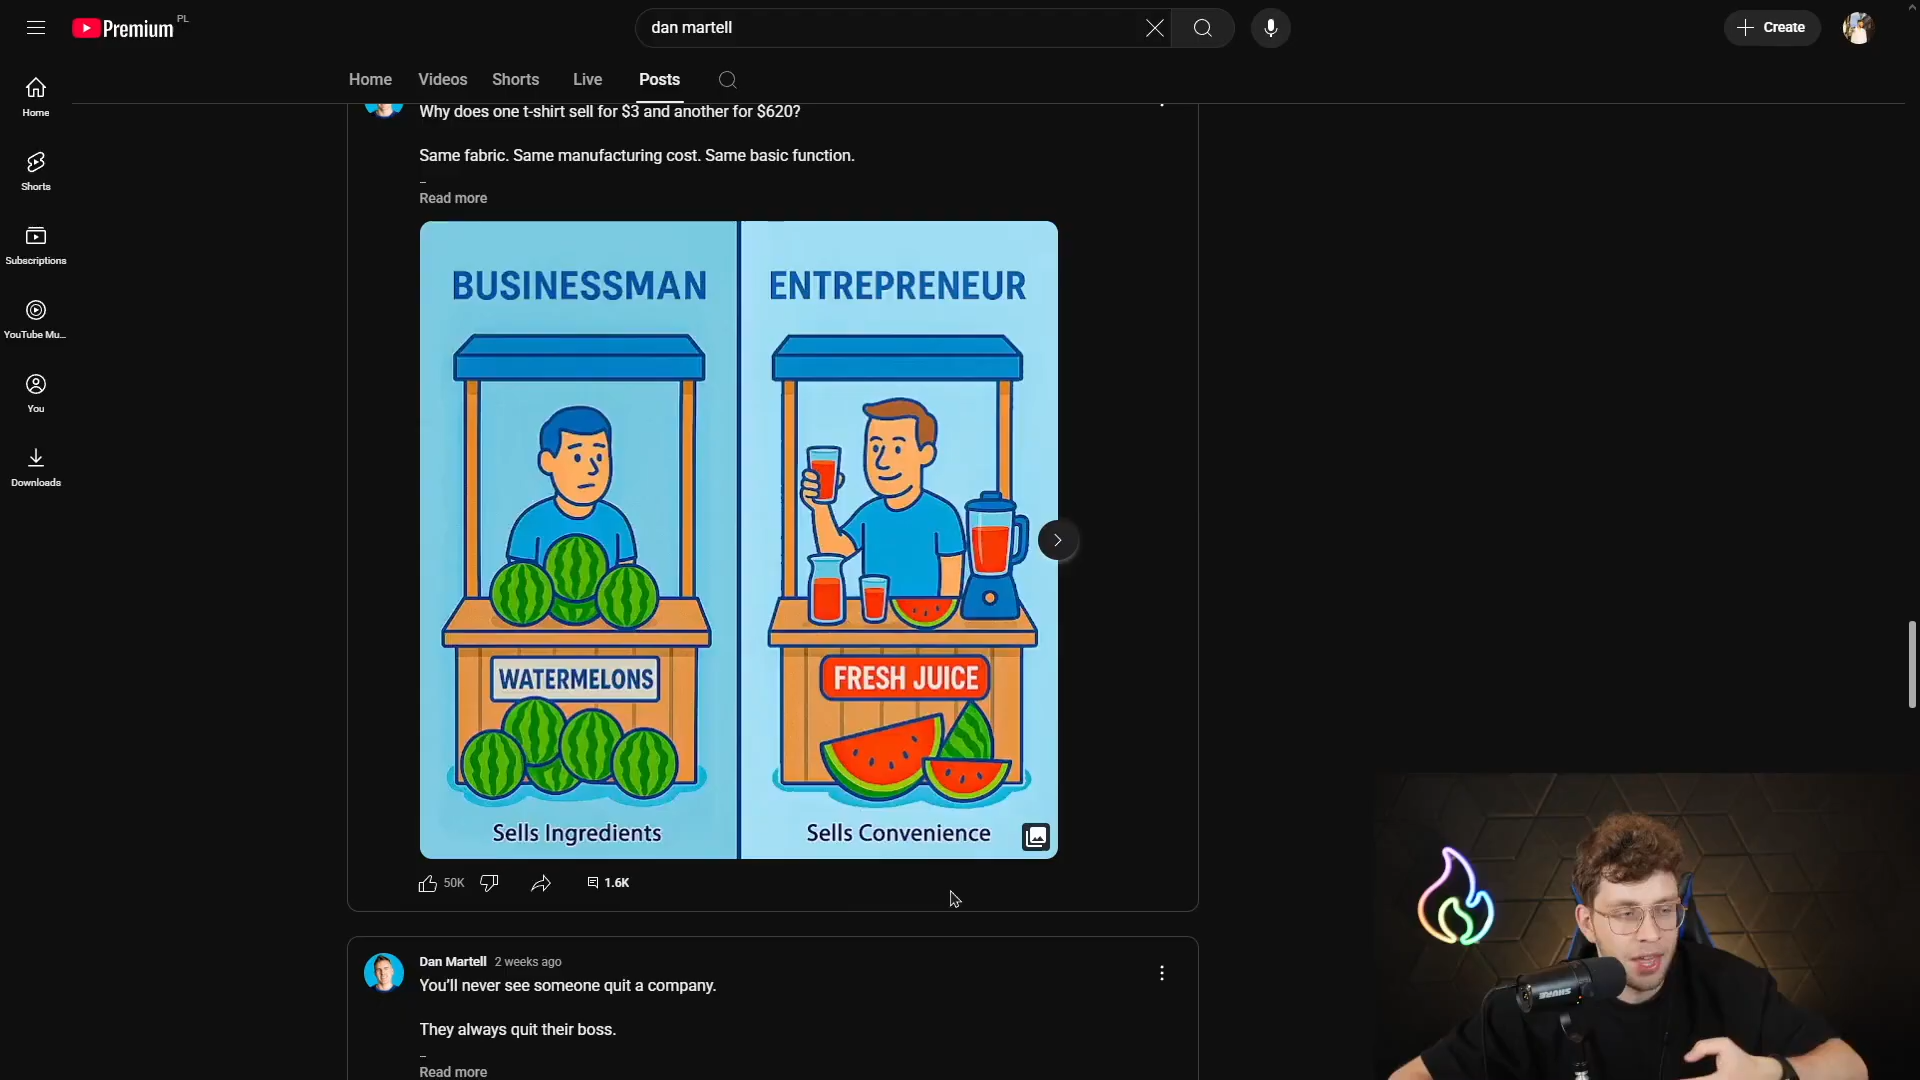 Premium PL
dan martell
Create
Home
Videos
Shorts
Live
Posts
Home
Shorts
Subscriptions
YouTube Mu...
You
Downloads
Why does one t-shirt sell for $3 and another for $620?
Same fabric. Same manufacturing cost. Same basic function.
–
Read more
BUSINESSMAN
WATERMELONS
Sells Ingredients
ENTREPRENEUR
FRESH JUICE
Sells Convenience
50K
1.6K
Dan Martell 2 weeks ago
You'll never see someone quit a company.
They always quit their boss.
–
Read more
SHURE